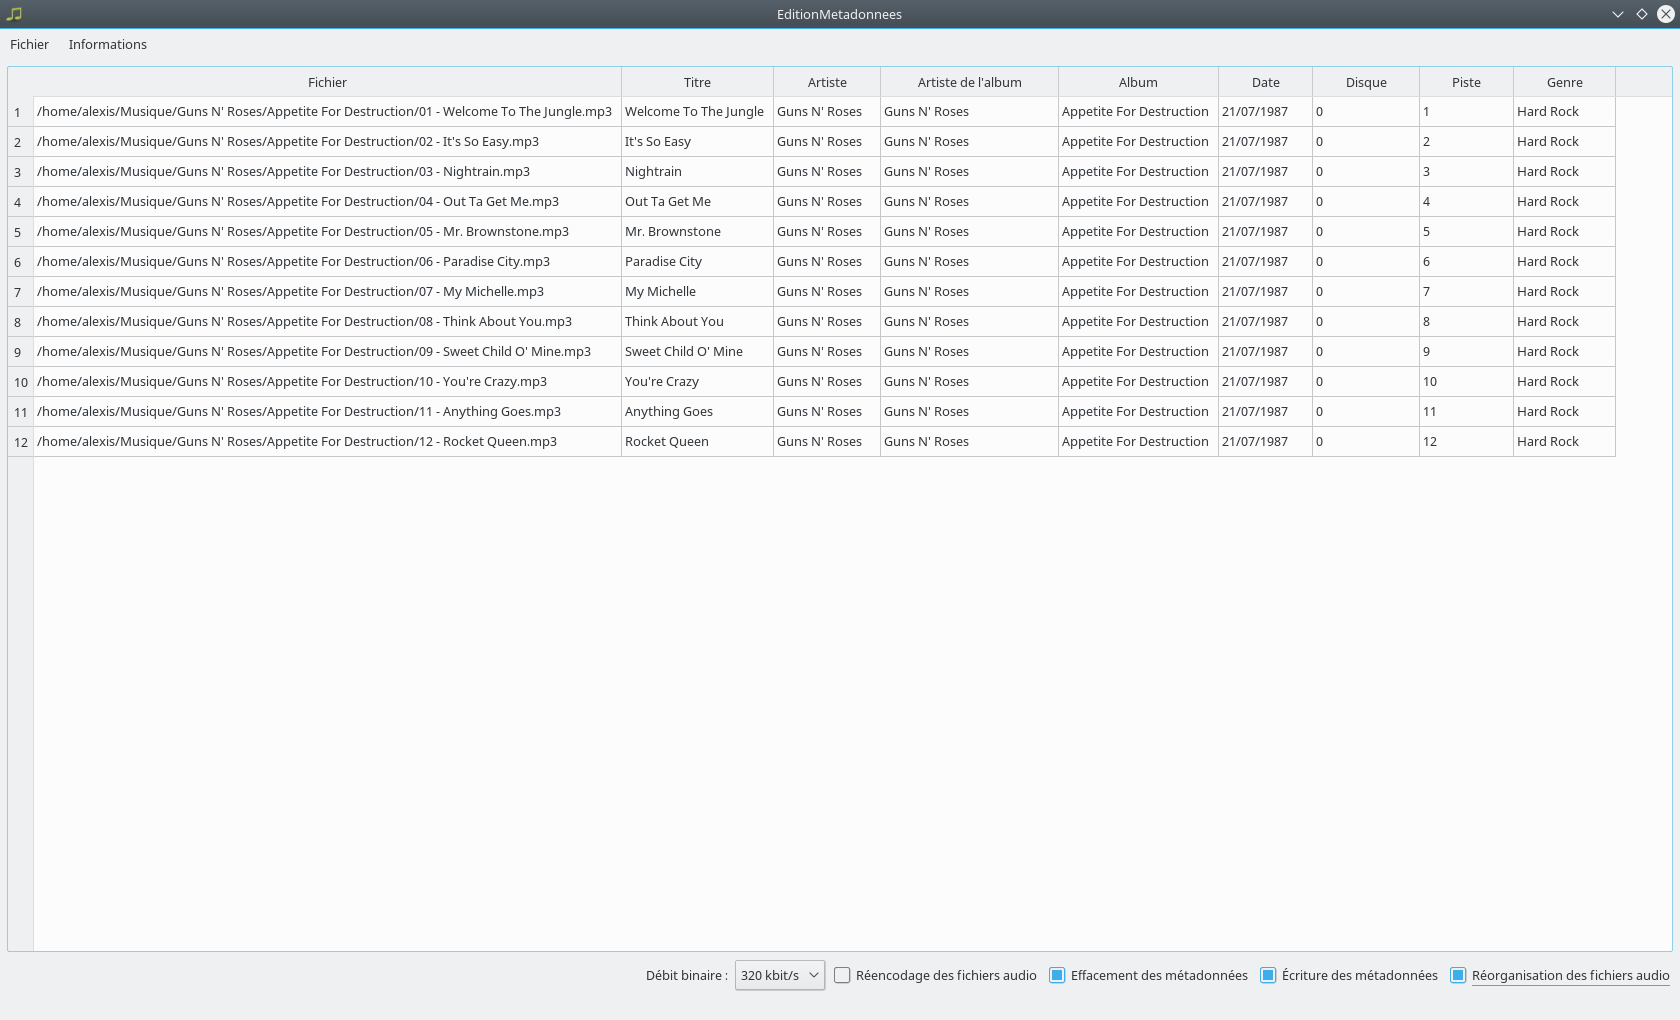 EditionMetadonnees
Fichier Informations
Fichier Titre Artiste Artiste de l'album Album Date Disque Piste Genre
1 /home/alexis/Musique/Guns N' Roses/Appetite For Destruction/01 - Welcome To The Jungle.mp3 Welcome To The Jungle Guns N' Roses Guns N' Roses Appetite For Destruction 21/07/1987 0 1 Hard Rock
2 /home/alexis/Musique/Guns N' Roses/Appetite For Destruction/02 - It's So Easy.mp3 It's So Easy Guns N' Roses Guns N' Roses Appetite For Destruction 21/07/1987 0 2 Hard Rock
3 /home/alexis/Musique/Guns N' Roses/Appetite For Destruction/03 - Nightrain.mp3 Nightrain Guns N' Roses Guns N' Roses Appetite For Destruction 21/07/1987 0 3 Hard Rock
4 /home/alexis/Musique/Guns N' Roses/Appetite For Destruction/04 - Out Ta Get Me.mp3 Out Ta Get Me Guns N' Roses Guns N' Roses Appetite For Destruction 21/07/1987 0 4 Hard Rock
5 /home/alexis/Musique/Guns N' Roses/Appetite For Destruction/05 - Mr. Brownstone.mp3 Mr. Brownstone Guns N' Roses Guns N' Roses Appetite For Destruction 21/07/1987 0 5 Hard Rock
6 /home/alexis/Musique/Guns N' Roses/Appetite For Destruction/06 - Paradise City.mp3 Paradise City Guns N' Roses Guns N' Roses Appetite For Destruction 21/07/1987 0 6 Hard Rock
7 /home/alexis/Musique/Guns N' Roses/Appetite For Destruction/07 - My Michelle.mp3 My Michelle Guns N' Roses Guns N' Roses Appetite For Destruction 21/07/1987 0 7 Hard Rock
8 /home/alexis/Musique/Guns N' Roses/Appetite For Destruction/08 - Think About You.mp3 Think About You Guns N' Roses Guns N' Roses Appetite For Destruction 21/07/1987 0 8 Hard Rock
9 /home/alexis/Musique/Guns N' Roses/Appetite For Destruction/09 - Sweet Child O' Mine.mp3 Sweet Child O' Mine Guns N' Roses Guns N' Roses Appetite For Destruction 21/07/1987 0 9 Hard Rock
10 /home/alexis/Musique/Guns N' Roses/Appetite For Destruction/10 - You're Crazy.mp3 You're Crazy Guns N' Roses Guns N' Roses Appetite For Destruction 21/07/1987 0 10 Hard Rock
11 /home/alexis/Musique/Guns N' Roses/Appetite For Destruction/11 - Anything Goes.mp3 Anything Goes Guns N' Roses Guns N' Roses Appetite For Destruction 21/07/1987 0 11 Hard Rock
12 /home/alexis/Musique/Guns N' Roses/Appetite For Destruction/12 - Rocket Queen.mp3 Rocket Queen Guns N' Roses Guns N' Roses Appetite For Destruction 21/07/1987 0 12 Hard Rock
Débit binaire : 320 kbit/s Réencodage des fichiers audio Effacement des métadonnées Écriture des métadonnées Réorganisation des fichiers audio